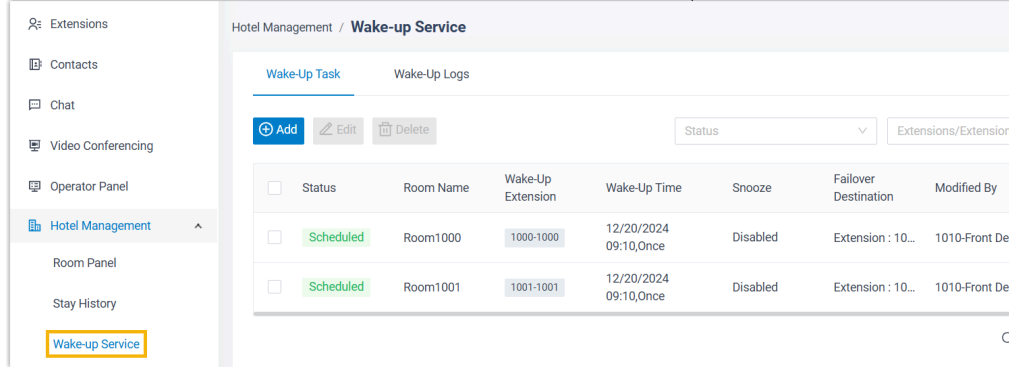 Extensions
Contacts
Chat
Video Conferencing
Operator Panel
Hotel Management
Room Panel
Stay History
Wake-up Service
Hotel Management / Wake-up Service
Wake-Up Task Wake-Up Logs
Add Edit Delete Status Extensions/Extension
Status Room Name Wake-Up Extension Wake-Up Time Snooze Failover Destination Modified By
Scheduled Room1000 1000-1000 12/20/2024 09:10,Once Disabled Extension : 10... 1010-Front De
Scheduled Room1001 1001-1001 12/20/2024 09:10,Once Disabled Extension : 10... 1010-Front De